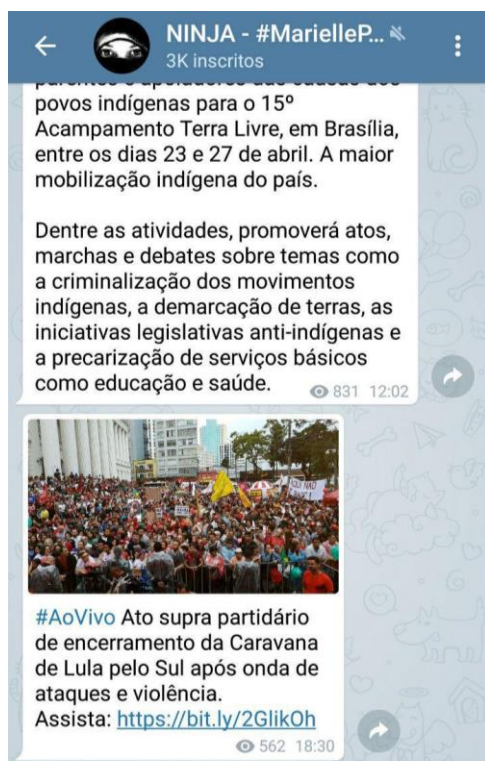 NINJA - #MarielleP...
3K inscritos
povos indígenas para o 15º
Acampamento Terra Livre, em Brasília,
entre os dias 23 e 27 de abril. A maior
mobilização indígena do país.
Dentre as atividades, promoverá atos,
marchas e debates sobre temas como
a criminalização dos movimentos
indígenas, a demarcação de terras, as
iniciativas legislativas anti-indígenas e
a precarização de serviços básicos
como educação e saúde.
831 12:02
#AoVivo Ato supra partidário
de encerramento da Caravana
de Lula pelo Sul após onda de
ataques e violência.
Assista: https://bit.ly/2GlikOh
562 18:30